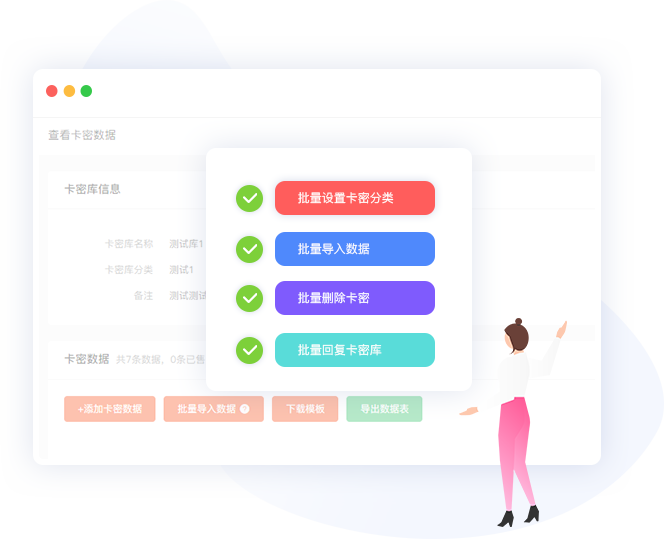 查看卡密数据
卡密库信息
批量设置卡密分类
卡密库名称 测试库1
批量导入数据
卡密库分类 测试1
备注 测试测试
批量删除卡密
批量回复卡密库
卡密数据 共7条数据，0条已售
+添加卡密数据 批量导入数据 下载模板 导出数据表